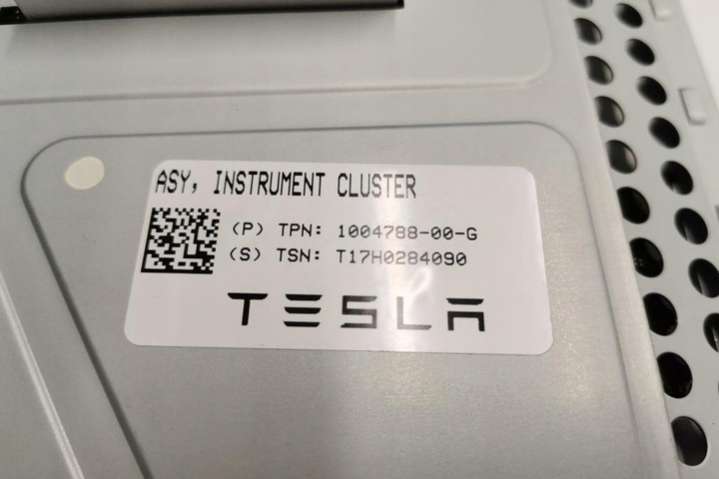 ASY, INSTRUMENT CLUSTER
(P) TPN: 1004788-00-G
(S) TSN: T17H0284090
TESLA